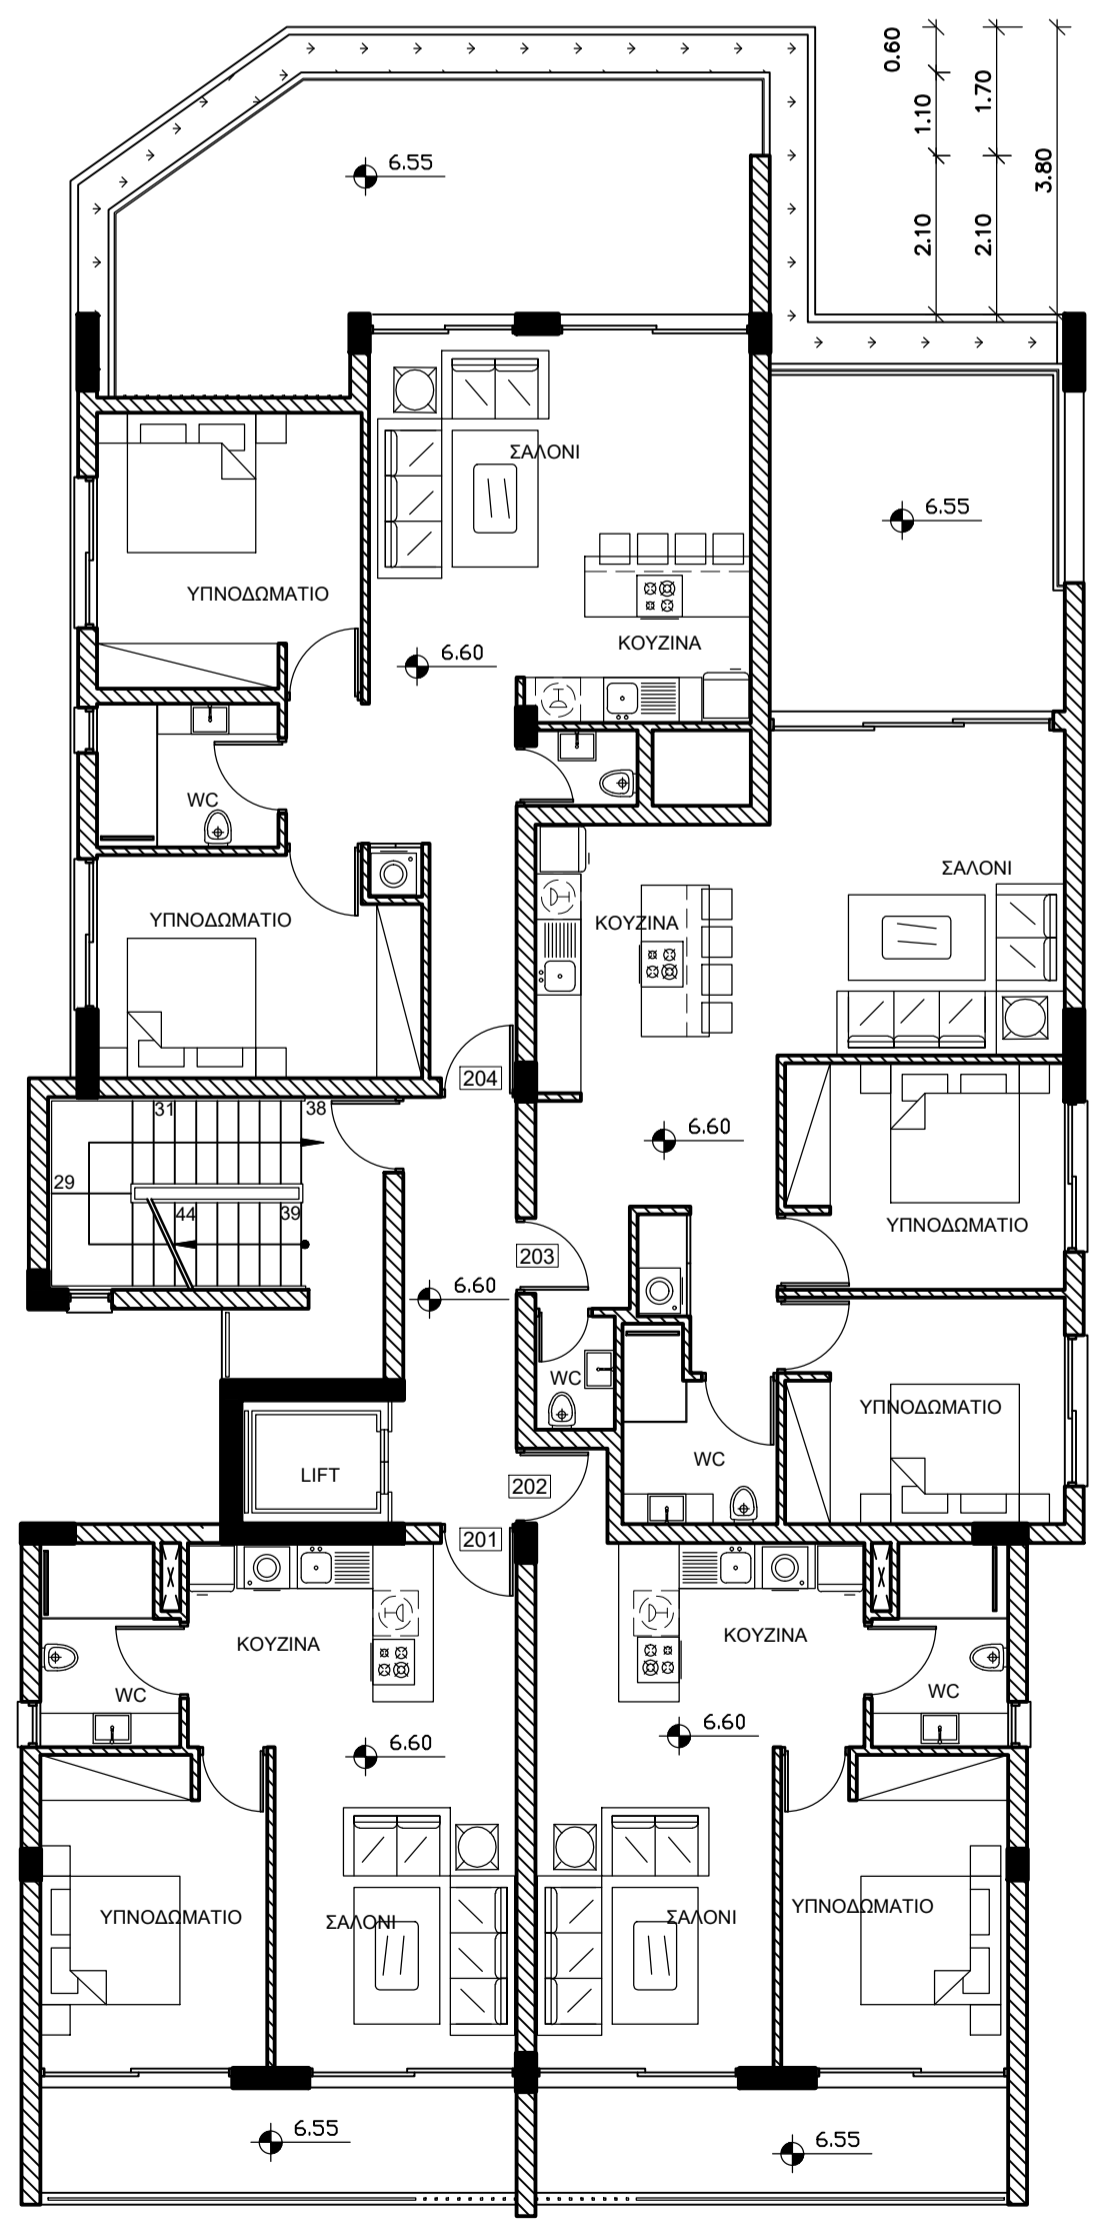 0.60
1.10
1.70
3.80
2.10
2.10
6.55
ΣΑΛΟΝΙ
6.55
ΥΠΝΟΔΩΜΑΤΙΟ
ΚΟΥΖΙΝΑ
6.60
WC
ΣΑΛΟΝΙ
ΥΠΝΟΔΩΜΑΤΙΟ
ΚΟΥΖΙΝΑ
204
31
38
6.60
29
44
39
ΥΠΝΟΔΩΜΑΤΙΟ
203
6.60
WC
ΥΠΝΟΔΩΜΑΤΙΟ
WC
LIFT
202
201
ΚΟΥΖΙΝΑ
ΚΟΥΖΙΝΑ
WC
WC
6.60
6.60
ΥΠΝΟΔΩΜΑΤΙΟ
ΣΑΛΟΝΙ
ΣΑΛΟΝΙ
ΥΠΝΟΔΩΜΑΤΙΟ
6.55
6.55